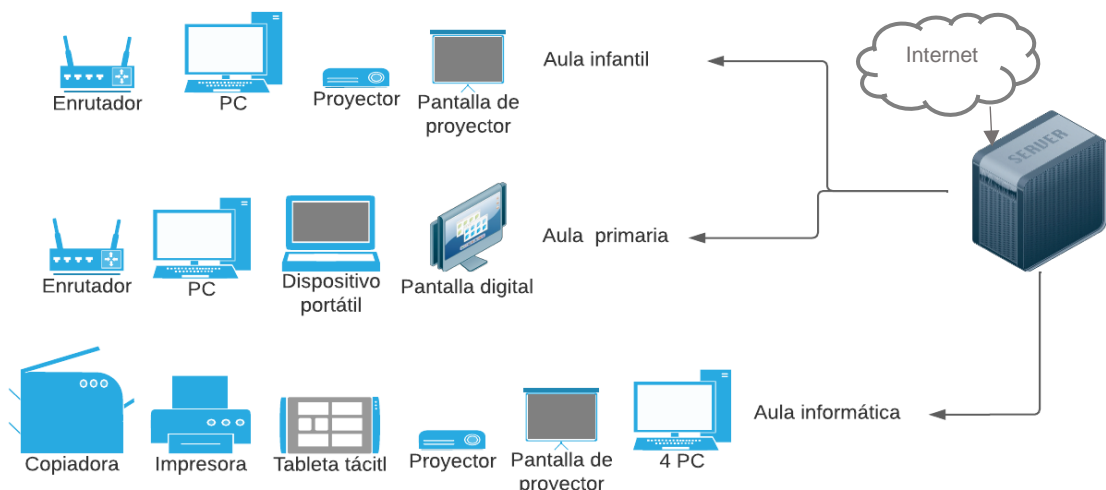 Internet
SERVER
Enrutador
PC
Proyector
Pantalla de
proyector
Aula infantil
Enrutador
PC
Dispositivo
portátil
Pantalla digital
Aula primaria
Copiadora
Impresora
Tableta tácitl
Proyector
Pantalla de
proyector
4 PC
Aula informática